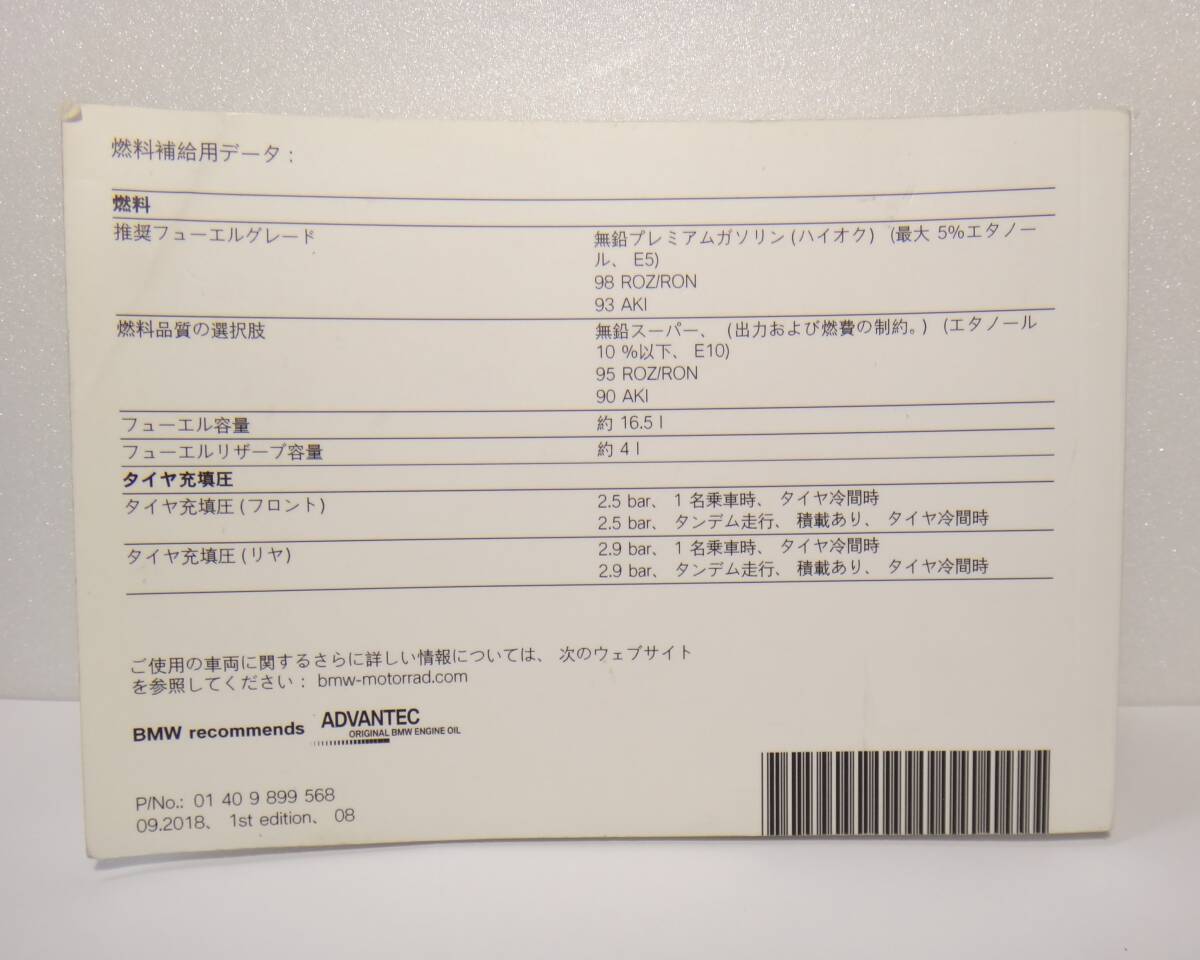 燃料補給用データ：
燃料
推奨フューエルグレード
無鉛プレミアムガソリン (ハイオク) (最大 5%エタノー
ル、 E5)
98 ROZ/RON
93 AKI
燃料品質の選択肢
無鉛スーパー、 (出力および燃費の制約。) (エタノール
10 %以下、 E10)
95 ROZ/RON
90 AKI
フューエル容量
約 16.5 l
フューエルリザーブ容量
約 4 l
タイヤ充填圧
タイヤ充填圧 (フロント)
2.5 bar、 1 名乗車時、 タイヤ冷間時
2.5 bar、 タンデム走行、 積載あり、 タイヤ冷間時
タイヤ充填圧 (リヤ)
2.9 bar、 1 名乗車時、 タイヤ冷間時
2.9 bar、 タンデム走行、 積載あり、 タイヤ冷間時
ご使用の車両に関するさらに詳しい情報については、 次のウェブサイト
を参照してください： bmw-motorrad.com
BMW recommends ADVANTEC
ORIGINAL BMW ENGINE OIL
P/No.: 01 40 9 899 568
09.2018、 1st edition、 08